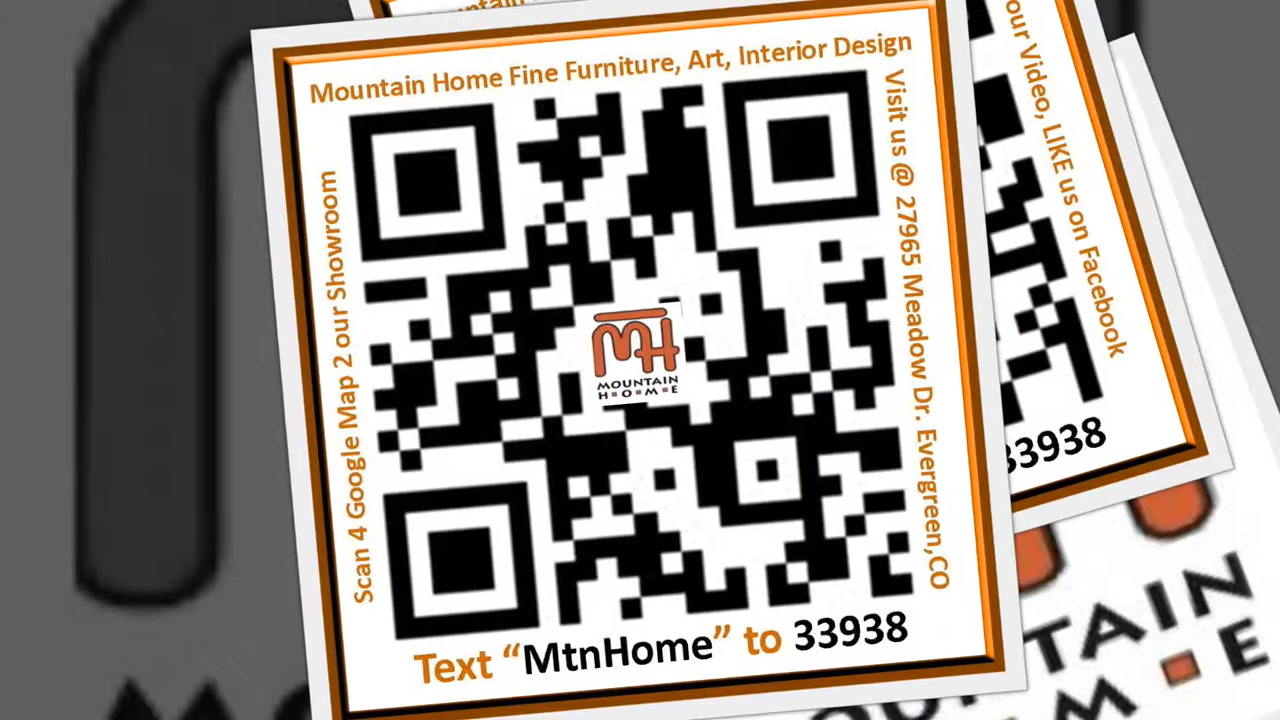 Mountain Home Fine Furniture, Art, Interior Design
Visit us @ 27965 Meadow Dr. Evergreen,CO
Scan 4 Google Map 2 our Showroom
MH
MOUNTAIN
H■O■M■E
Text “MtnHome” to 33938
our Video, LIKE us on Facebook
33938